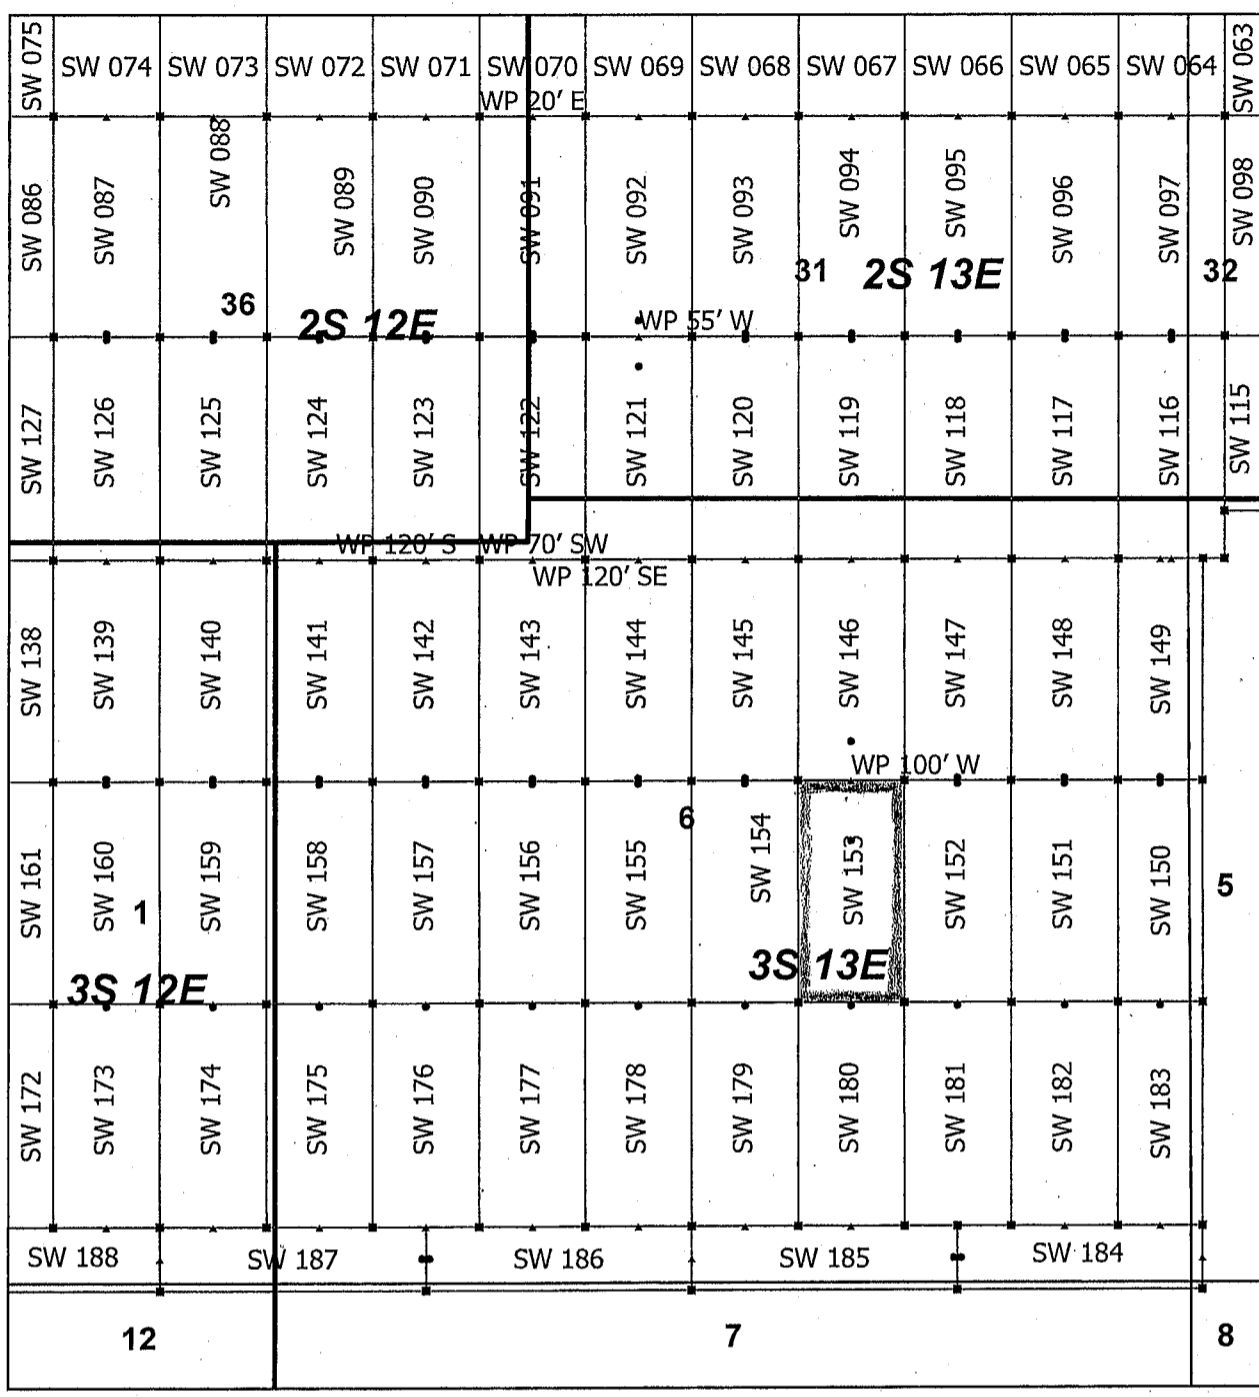 SW 075
SW 074
SW 073
SW 072
SW 071
SW 070
SW 069
SW 068
SW 067
SW 066
SW 065
SW 064
SW 063
WP 20' E
SW 086
SW 087
SW 088
SW 089
SW 090
SW 091
SW 092
SW 093
SW 094
SW 095
SW 096
SW 097
SW 098
36
2S 12E
31
2S 13E
32
WP 55' W
SW 127
SW 126
SW 125
SW 124
SW 123
SW 122
SW 121
SW 120
SW 119
SW 118
SW 117
SW 116
SW 115
WP 120' S
WP 70' SW
WP 120' SE
SW 138
SW 139
SW 140
SW 141
SW 142
SW 143
SW 144
SW 145
SW 146
SW 147
SW 148
SW 149
WP 100' W
6
SW 161
SW 160
SW 159
SW 158
SW 157
SW 156
SW 155
SW 154
SW 153
SW 152
SW 151
SW 150
5
1
3S 12E
3S 13E
SW 172
SW 173
SW 174
SW 175
SW 176
SW 177
SW 178
SW 179
SW 180
SW 181
SW 182
SW 183
SW 188
SW 187
SW 186
SW 185
SW 184
12
7
8